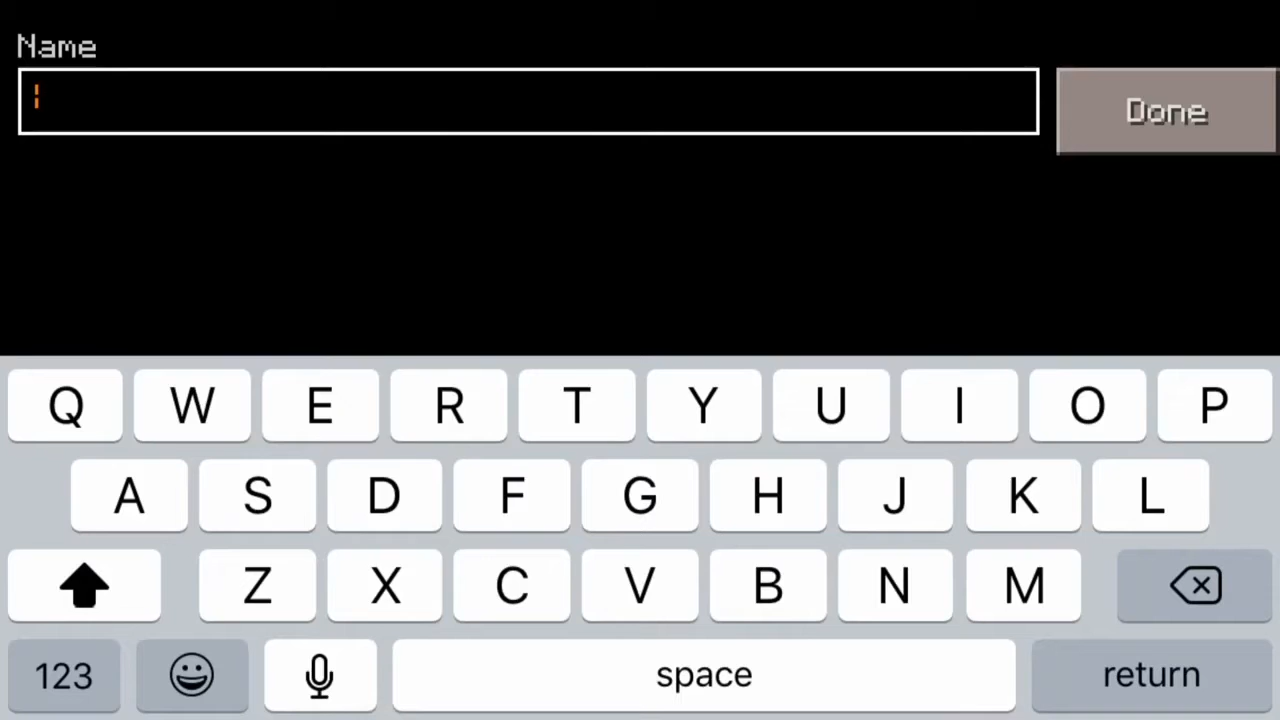 Name
Done
Q W E R T Y U I O P
A S D F G H J K L
Z X C V B N M
123 space return